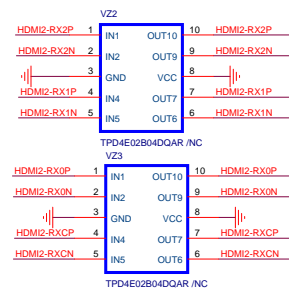 VZ2
HDMI2-RX2P 1 IN1 OUT10 10 HDMI2-RX2P
HDMI2-RX2N 2 IN2 OUT9 9 HDMI2-RX2N
3 GND VCC 8
HDMI2-RX1P 4 IN4 OUT7 7 HDMI2-RX1P
HDMI2-RX1N 5 IN5 OUT6 6 HDMI2-RX1N
TPD4E02B04DQAR /NC
VZ3
HDMI2-RX0P 1 IN1 OUT10 10 HDMI2-RX0P
HDMI2-RX0N 2 IN2 OUT9 9 HDMI2-RX0N
3 GND VCC 8
HDMI2-RXCP 4 IN4 OUT7 7 HDMI2-RXCP
HDMI2-RXCN 5 IN5 OUT6 6 HDMI2-RXCN
TPD4E02B04DQAR /NC